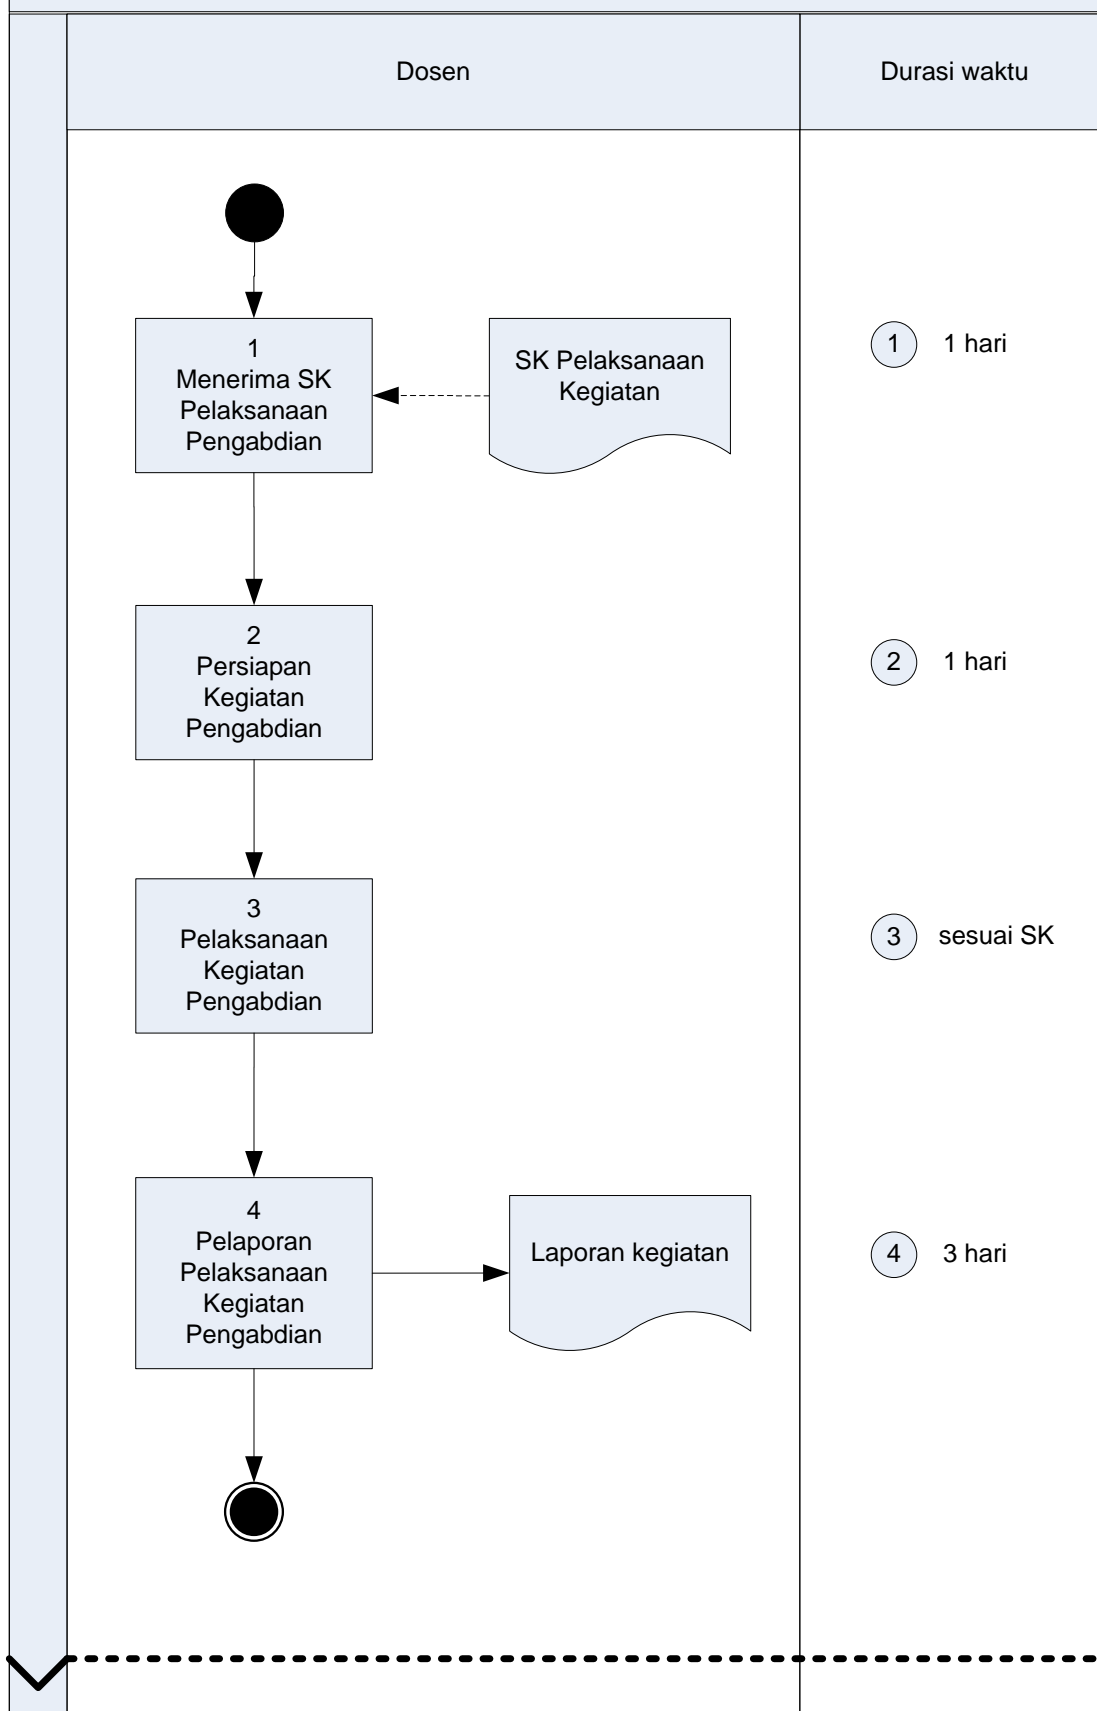 Dosen
Durasi waktu
1
Menerima SK
Pelaksanaan
Pengabdian
SK Pelaksanaan
Kegiatan
1
1 hari
2
Persiapan
Kegiatan
Pengabdian
2
1 hari
3
Pelaksanaan
Kegiatan
Pengabdian
3
sesuai SK
4
Pelaporan
Pelaksanaan
Kegiatan
Pengabdian
Laporan kegiatan
4
3 hari